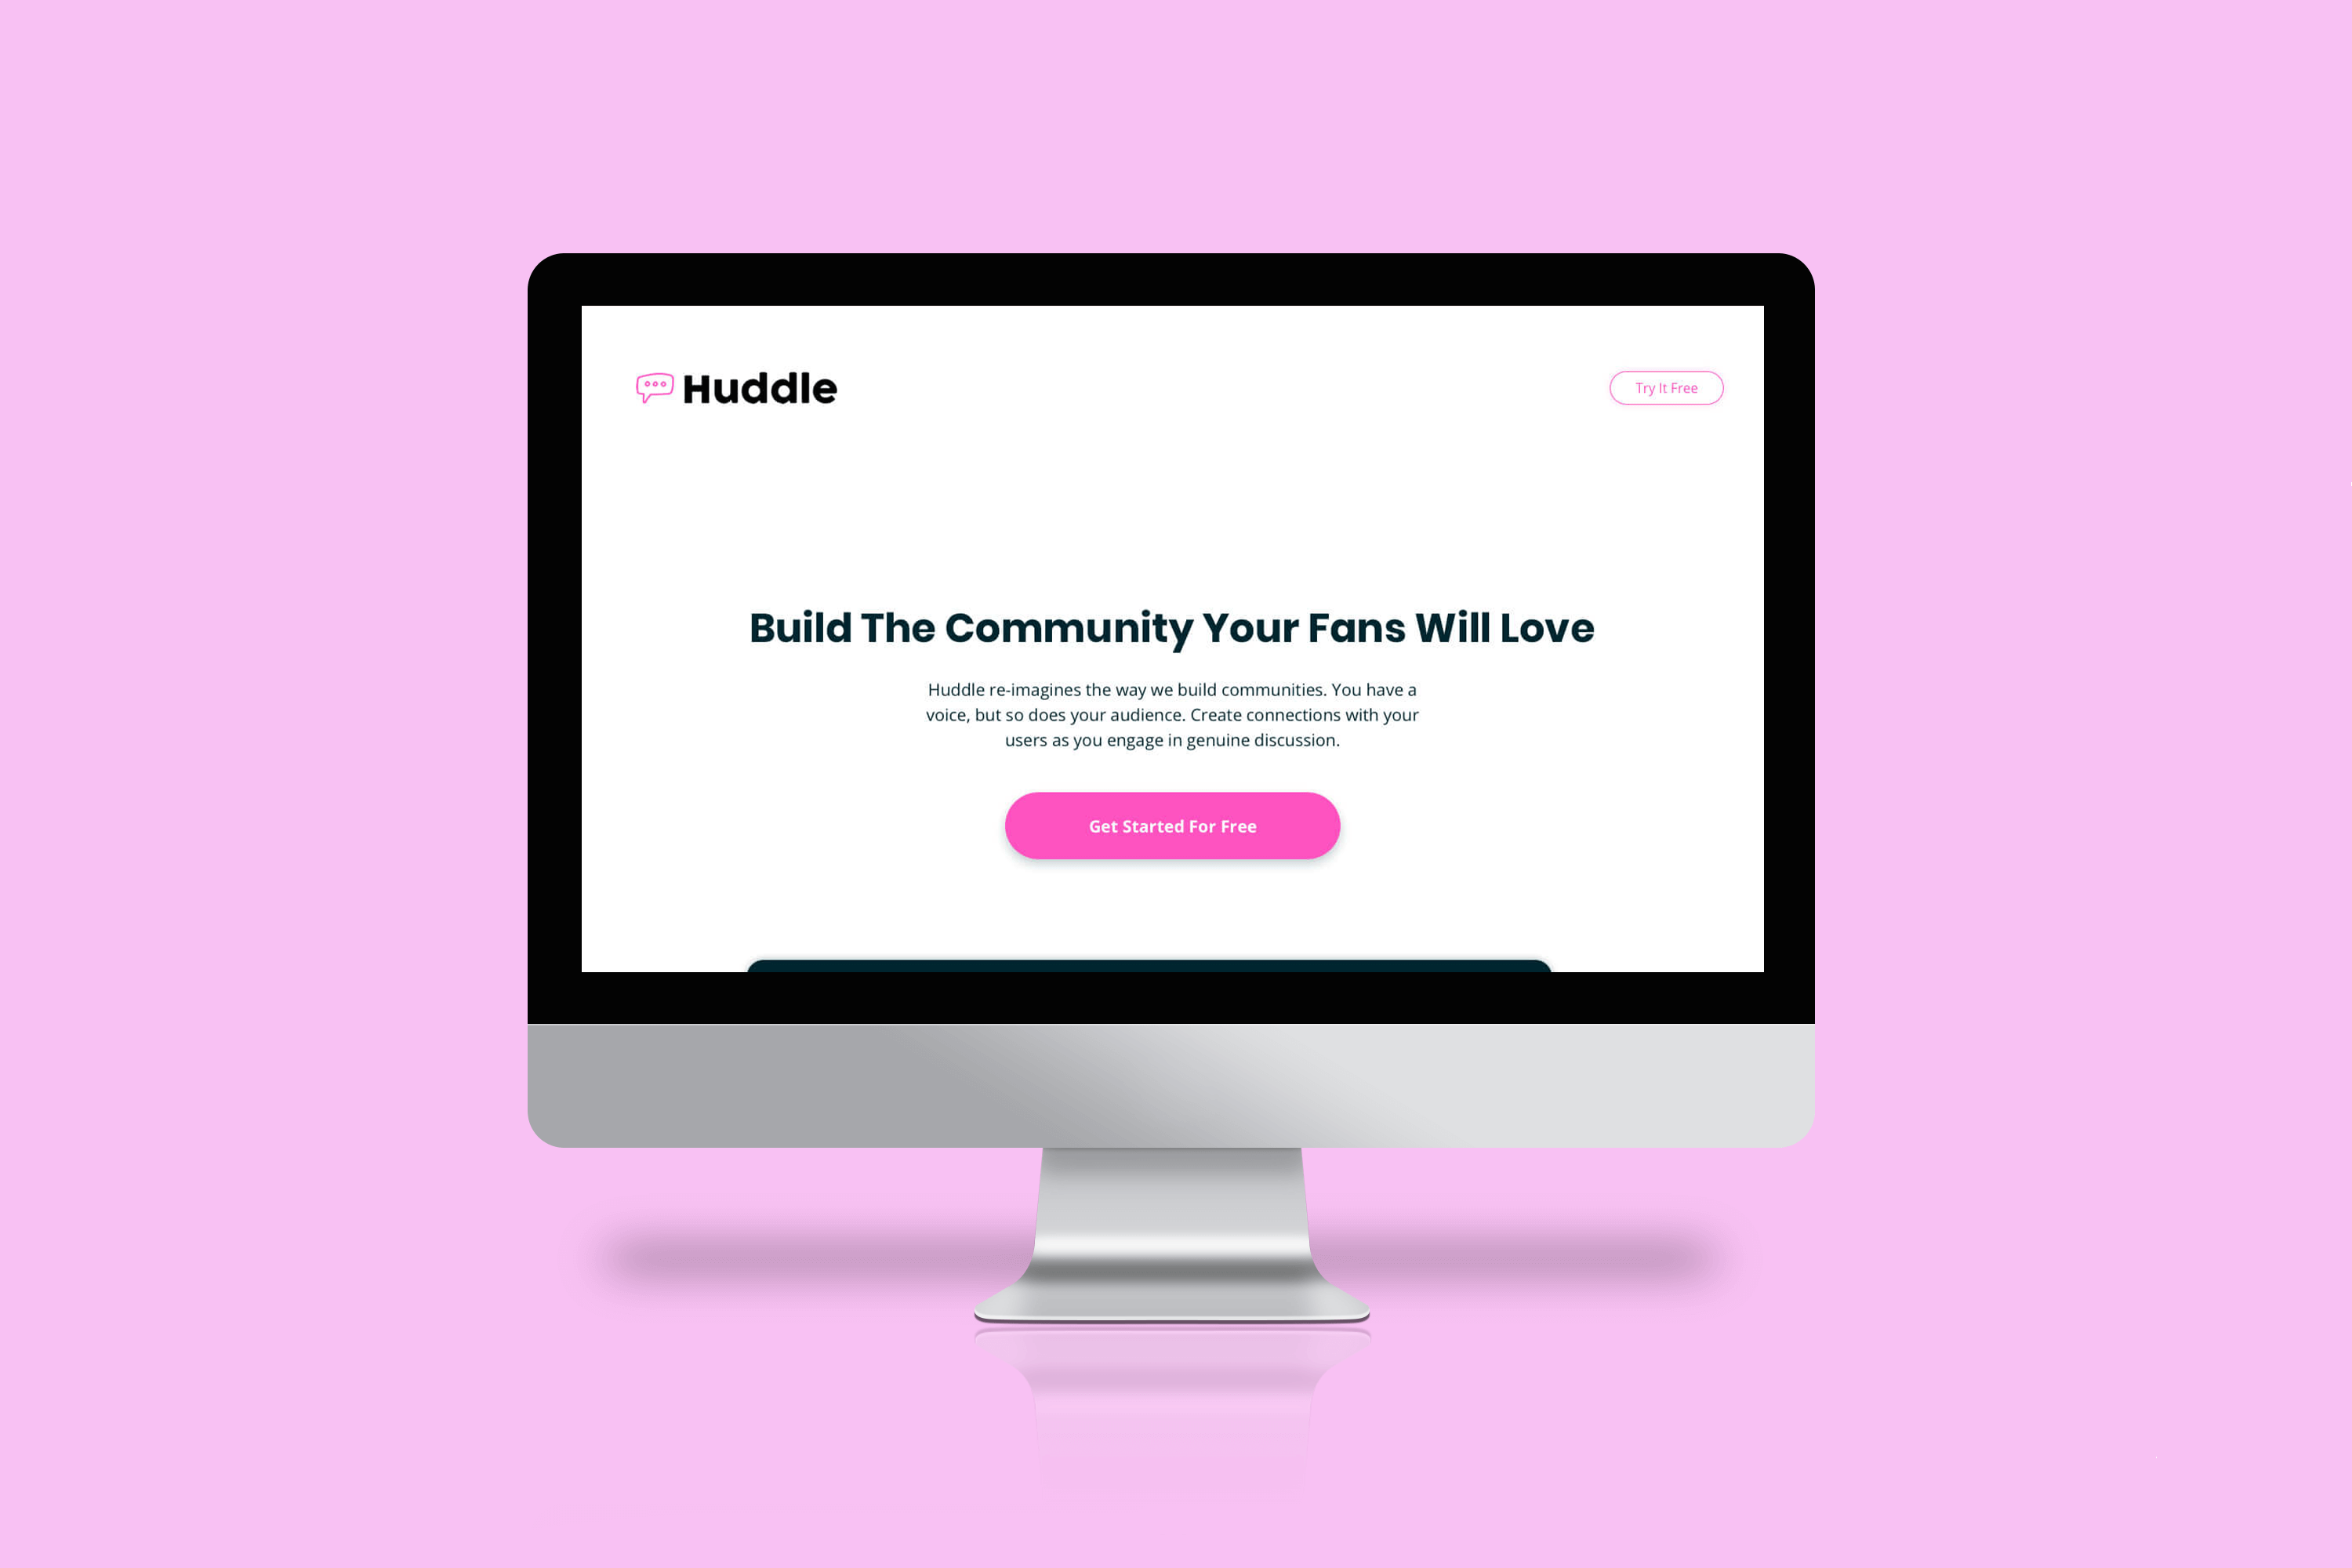 Huddle
Try It Free
Build The Community Your Fans Will Love
Huddle re-imagines the way we build communities. You have a
voice, but so does your audience. Create connections with your
users as you engage in genuine discussion.
Get Started For Free